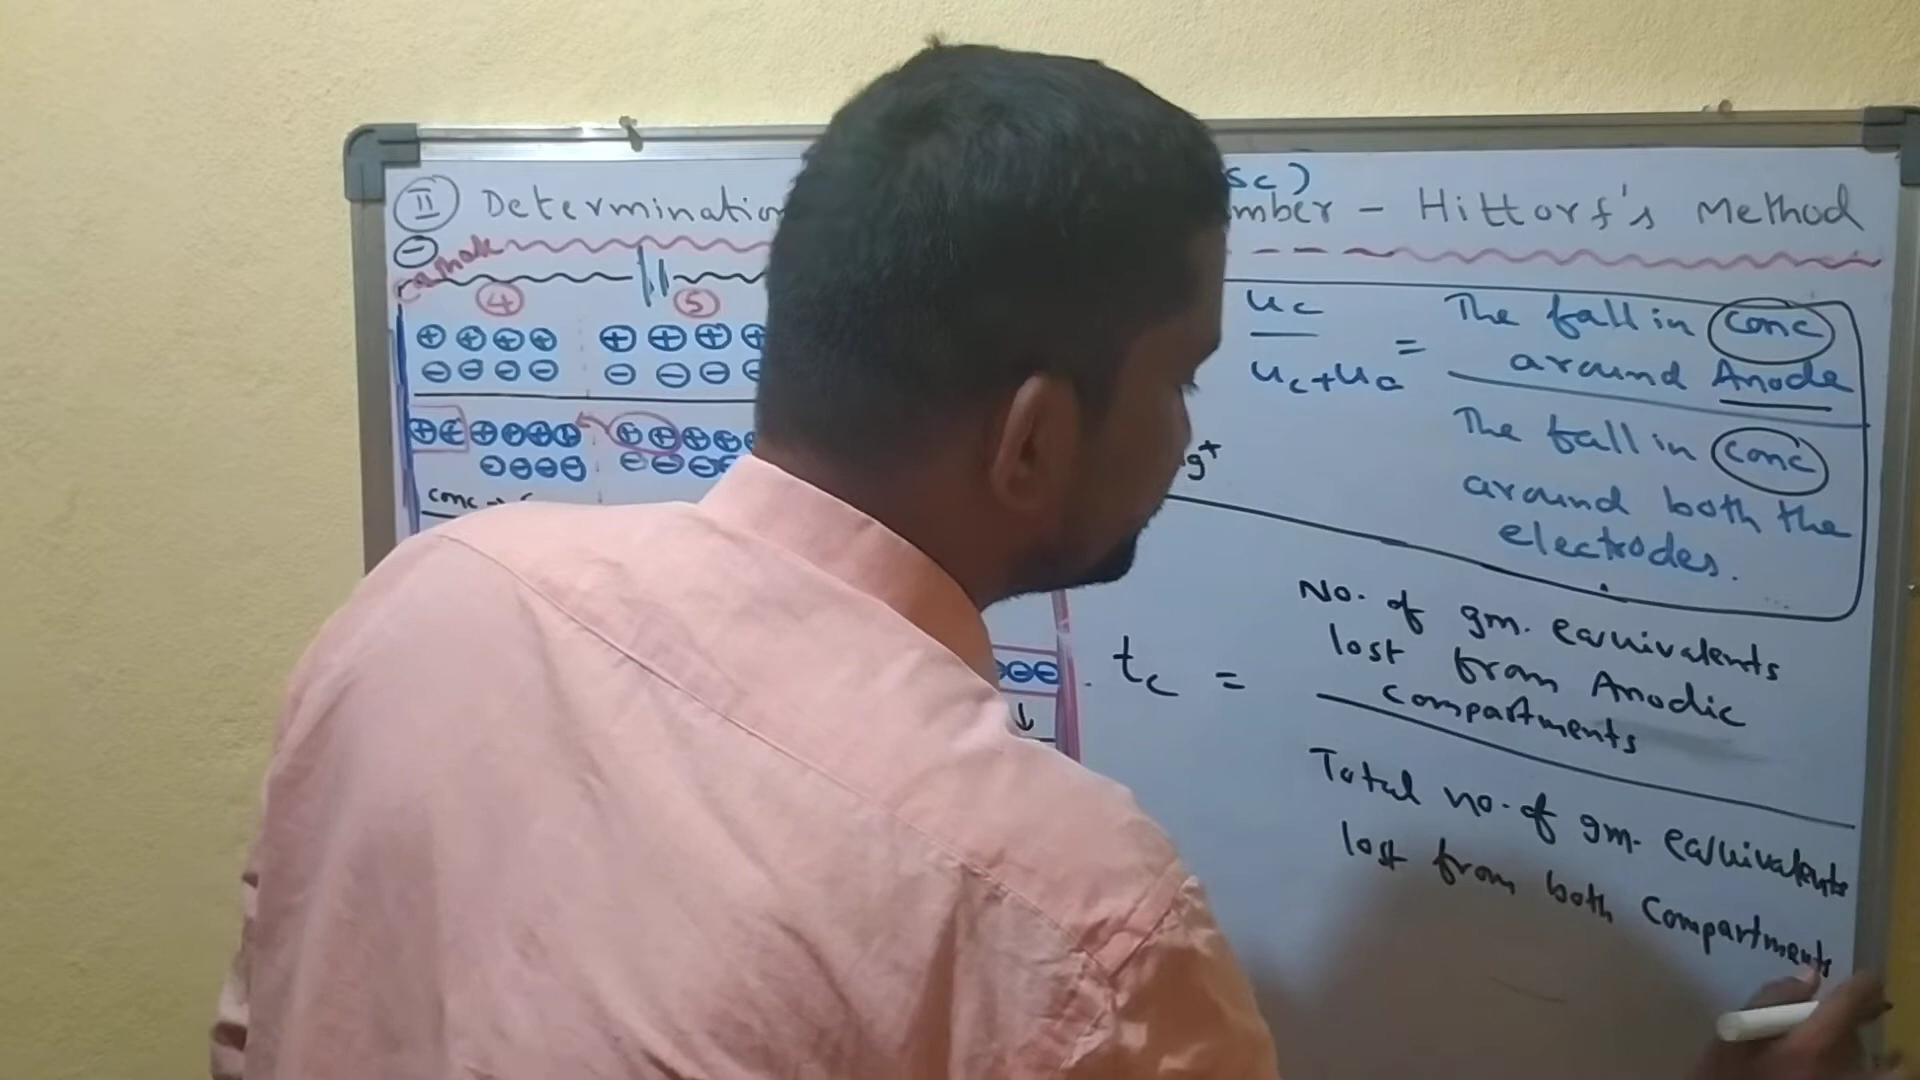 sc)
II Determination mber - Hittorf's Method
-
Cathode
4 5
uc
uc+ua
=
The fall in conc
around Anode
The fall in conc
around both the
electrodes.
g+
conc →
tc =
No. of gm. equivalents
lost from Anodic
compartments
Total no. of gm. equivalents
lost from both Compartments